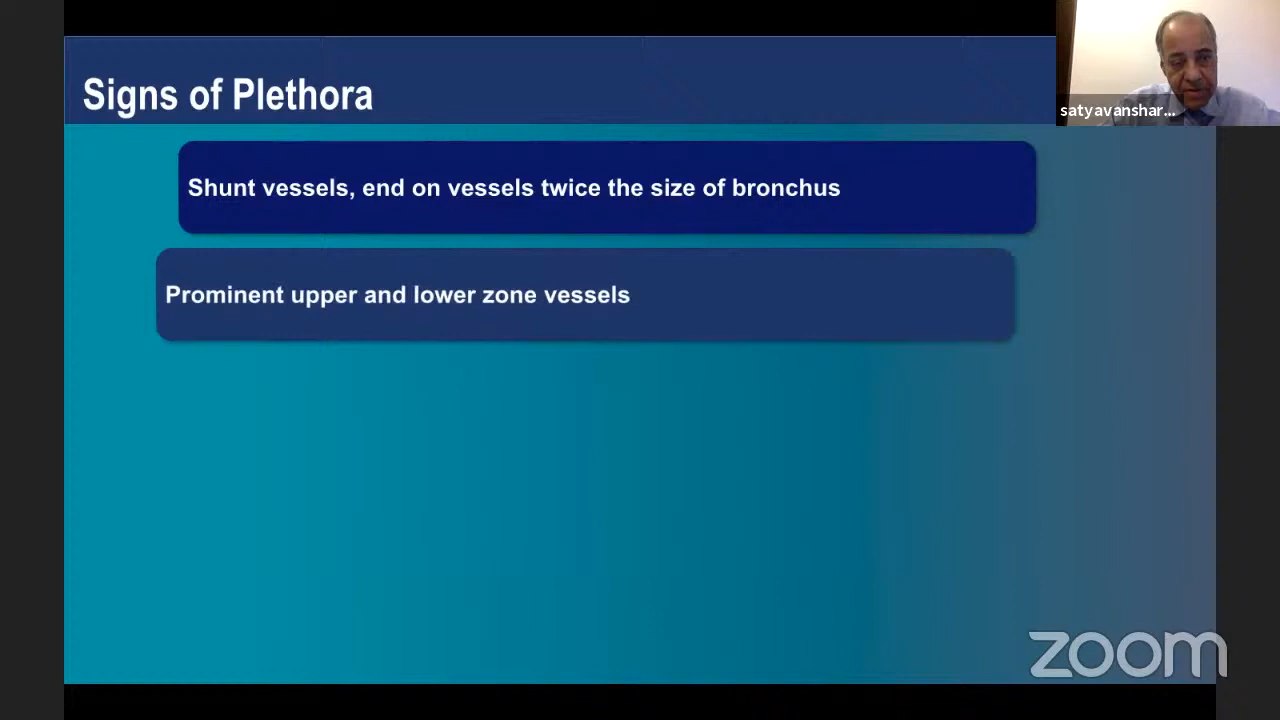 Signs of Plethora
satyavanshar...
Shunt vessels, end on vessels twice the size of bronchus
Prominent upper and lower zone vessels
zoom